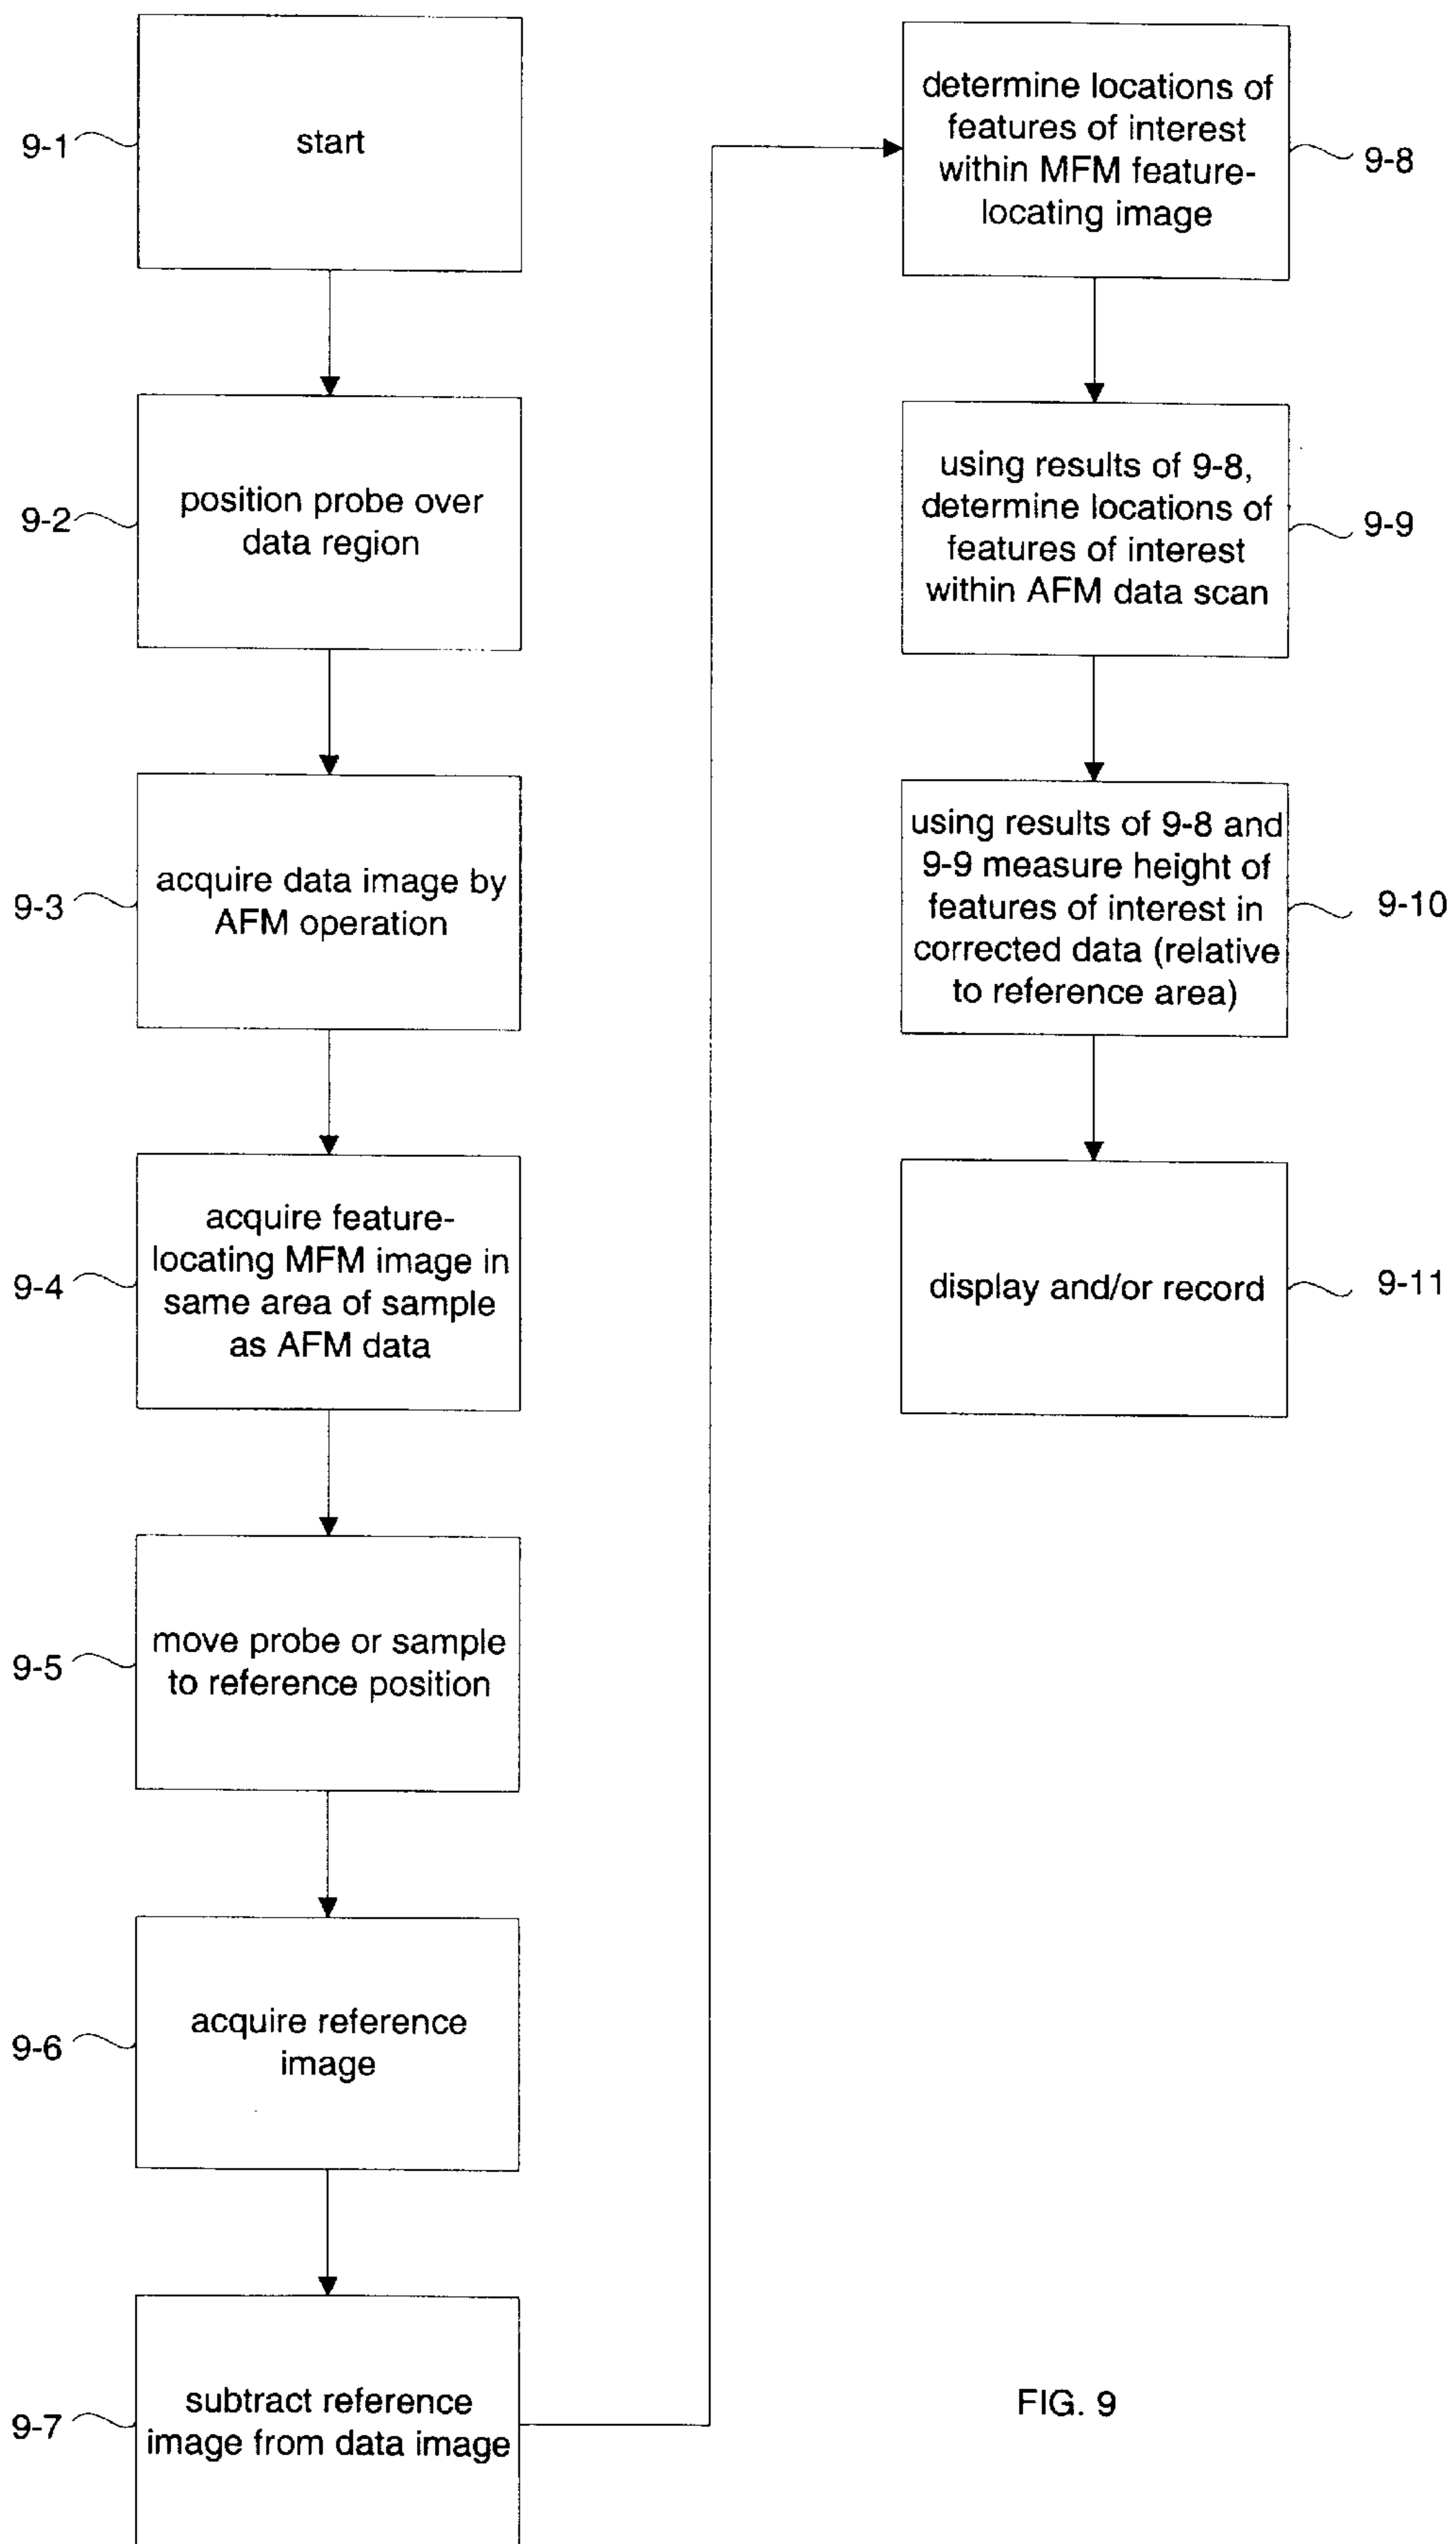 9-1
start
9-2
position probe over
data region
9-3
acquire data image by
AFM operation
9-4
acquire feature-
locating MFM image in
same area of sample
as AFM data
9-5
move probe or sample
to reference position
9-6
acquire reference
image
9-7
subtract reference
image from data image
determine locations of
features of interest
within MFM feature-
locating image
9-8
using results of 9-8,
determine locations of
features of interest
within AFM data scan
9-9
using results of 9-8 and
9-9 measure height of
features of interest in
corrected data (relative
to reference area)
9-10
display and/or record
9-11
FIG. 9